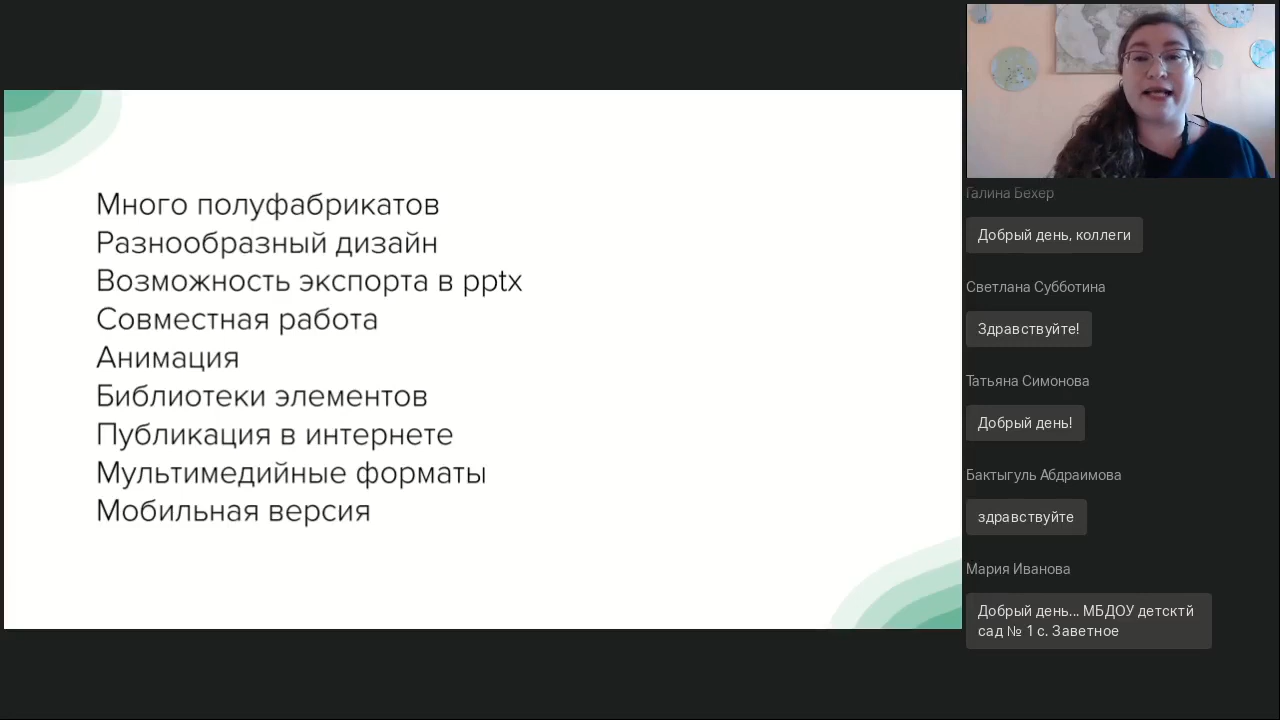 Много полуфабрикатов
Разнообразный дизайн
Возможность экспорта в pptx
Совместная работа
Анимация
Библиотеки элементов
Публикация в интернете
Мультимедийные форматы
Мобильная версия
Галина Бехер
Добрый день, коллеги
Светлана Субботина
Здравствуйте!
Татьяна Симонова
Добрый день!
Бактыгуль Абдраимова
здравствуйте
Мария Иванова
Добрый день... МБДОУ детсктй
сад № 1 с. Заветное